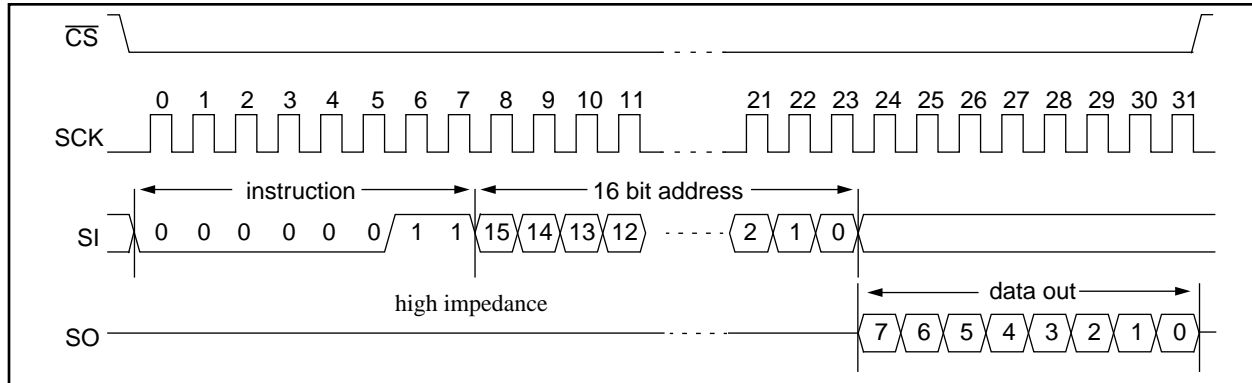 CS
0 1 2 3 4 5 6 7 8 9 10 11 21 22 23 24 25 26 27 28 29 30 31
SCK
instruction 16 bit address
SI 0 0 0 0 0 0 1 1 15 14 13 12 2 1 0
high impedance data out
SO 7 6 5 4 3 2 1 0